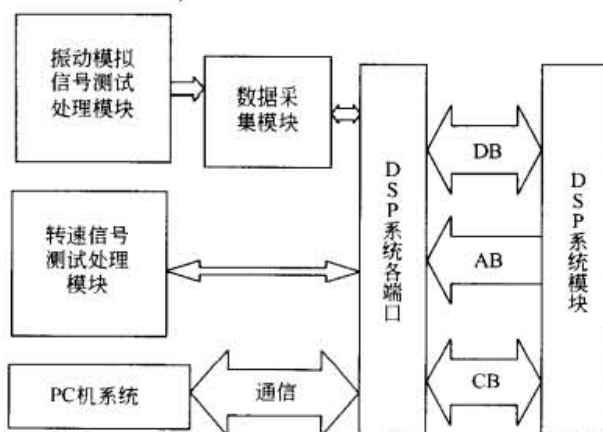 振动模拟
信号测试
处理模块
数据采
集模块
转速信号
测试处理
模块
PC机系统
通信
DSP系统各端口
DB
AB
CB
DSP系统模块